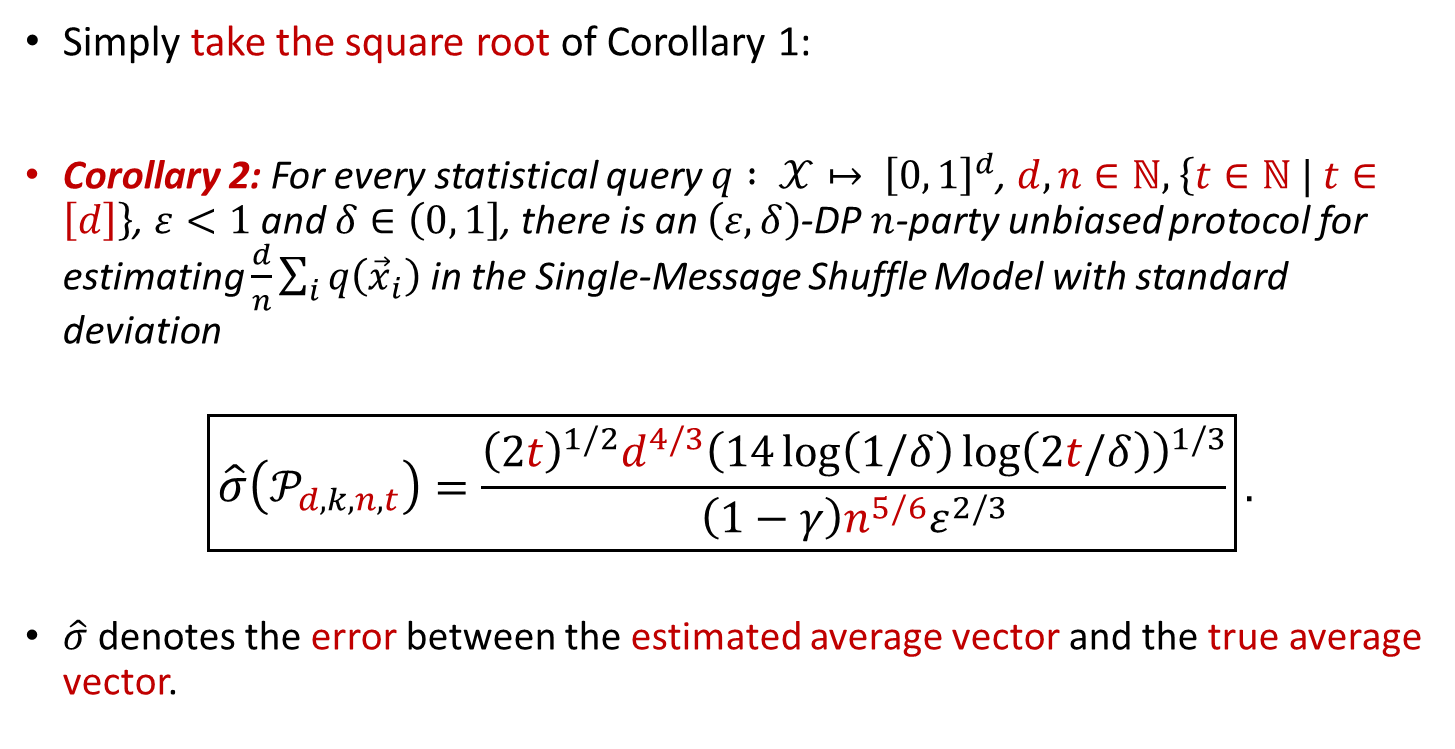 • Simply take the square root of Corollary 1:
• Corollary 2: For every statistical query q : 𝒳 ↦ [0, 1]^d, d, n ∈ ℕ, {t ∈ ℕ | t ∈
[d]}, ε < 1 and δ ∈ (0, 1], there is an (ε, δ)-DP n-party unbiased protocol for
estimating d/n ∑_i q(x⃗_i) in the Single-Message Shuffle Model with standard
deviation
σ̂(𝒫_{d,k,n,t}) = (2t)^{1/2} d^{4/3} (14 log(1/δ) log(2t/δ))^{1/3} / (1 − γ)n^{5/6} ε^{2/3} .
• σ̂ denotes the error between the estimated average vector and the true average
vector.